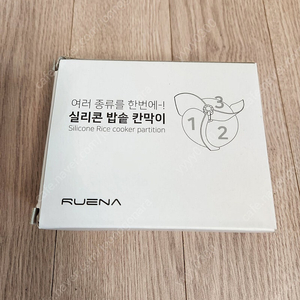 여러 종류를 한번에-!
실리콘 밥솥 칸막이
Silicone Rice cooker partition
1
2
3
RUENA